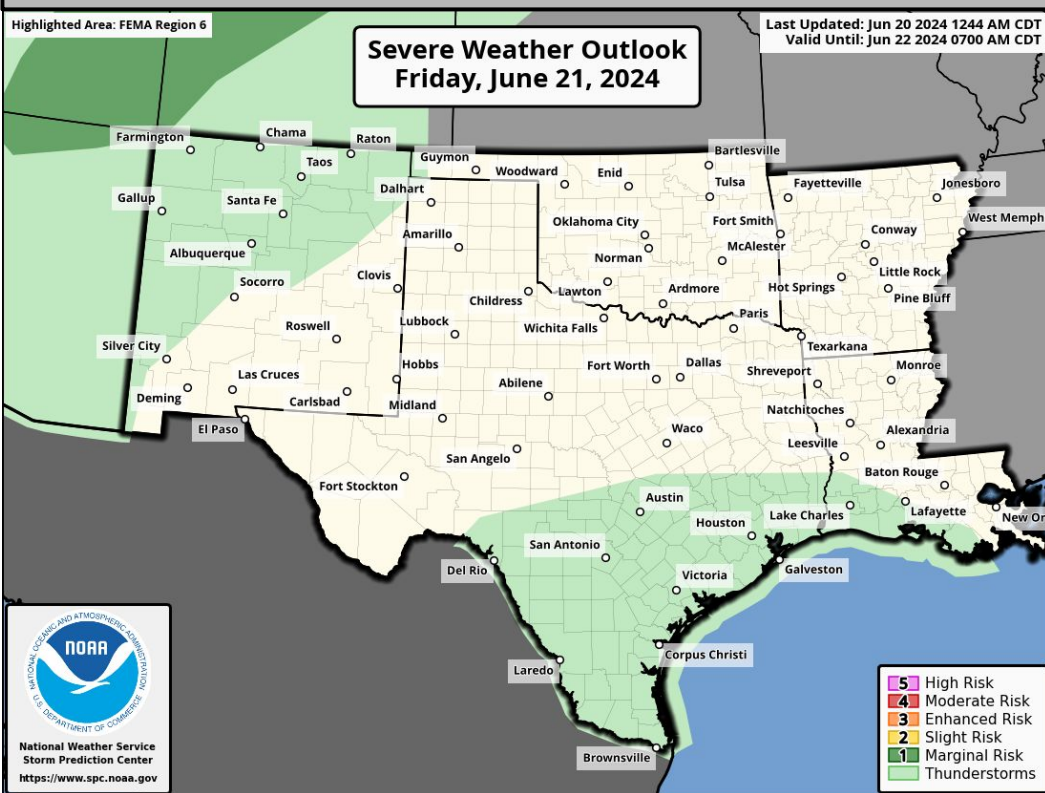 Highlighted Area: FEMA Region 6
Last Updated: Jun 20 2024 1244 AM CDT
Valid Until: Jun 22 2024 0700 AM CDT
Severe Weather Outlook
Friday, June 21, 2024
Farmington
Chama
Raton
Taos
Guymon
Woodward
Enid
Bartlesville
Tulsa
Fayetteville
Jonesboro
Gallup
Santa Fe
Dalhart
Oklahoma City
Fort Smith
West Memph
Albuquerque
Amarillo
Norman
McAlester
Conway
Little Rock
Socorro
Clovis
Childress
Lawton
Ardmore
Hot Springs
Pine Bluff
Roswell
Lubbock
Wichita Falls
Paris
Texarkana
Silver City
Las Cruces
Hobbs
Fort Worth
Dallas
Shreveport
Monroe
Deming
Carlsbad
Midland
Abilene
Natchitoches
El Paso
Waco
Alexandria
Leesville
San Angelo
Fort Stockton
Baton Rouge
Austin
Houston
Lake Charles
Lafayette
New Or
San Antonio
Del Rio
Galveston
Victoria
Laredo
Corpus Christi
Brownsville
NATIONAL OCEANIC AND ATMOSPHERIC ADMINISTRATION
NOAA
U.S. DEPARTMENT OF COMMERCE
National Weather Service
Storm Prediction Center
https://www.spc.noaa.gov
5 High Risk
4 Moderate Risk
3 Enhanced Risk
2 Slight Risk
1 Marginal Risk
Thunderstorms